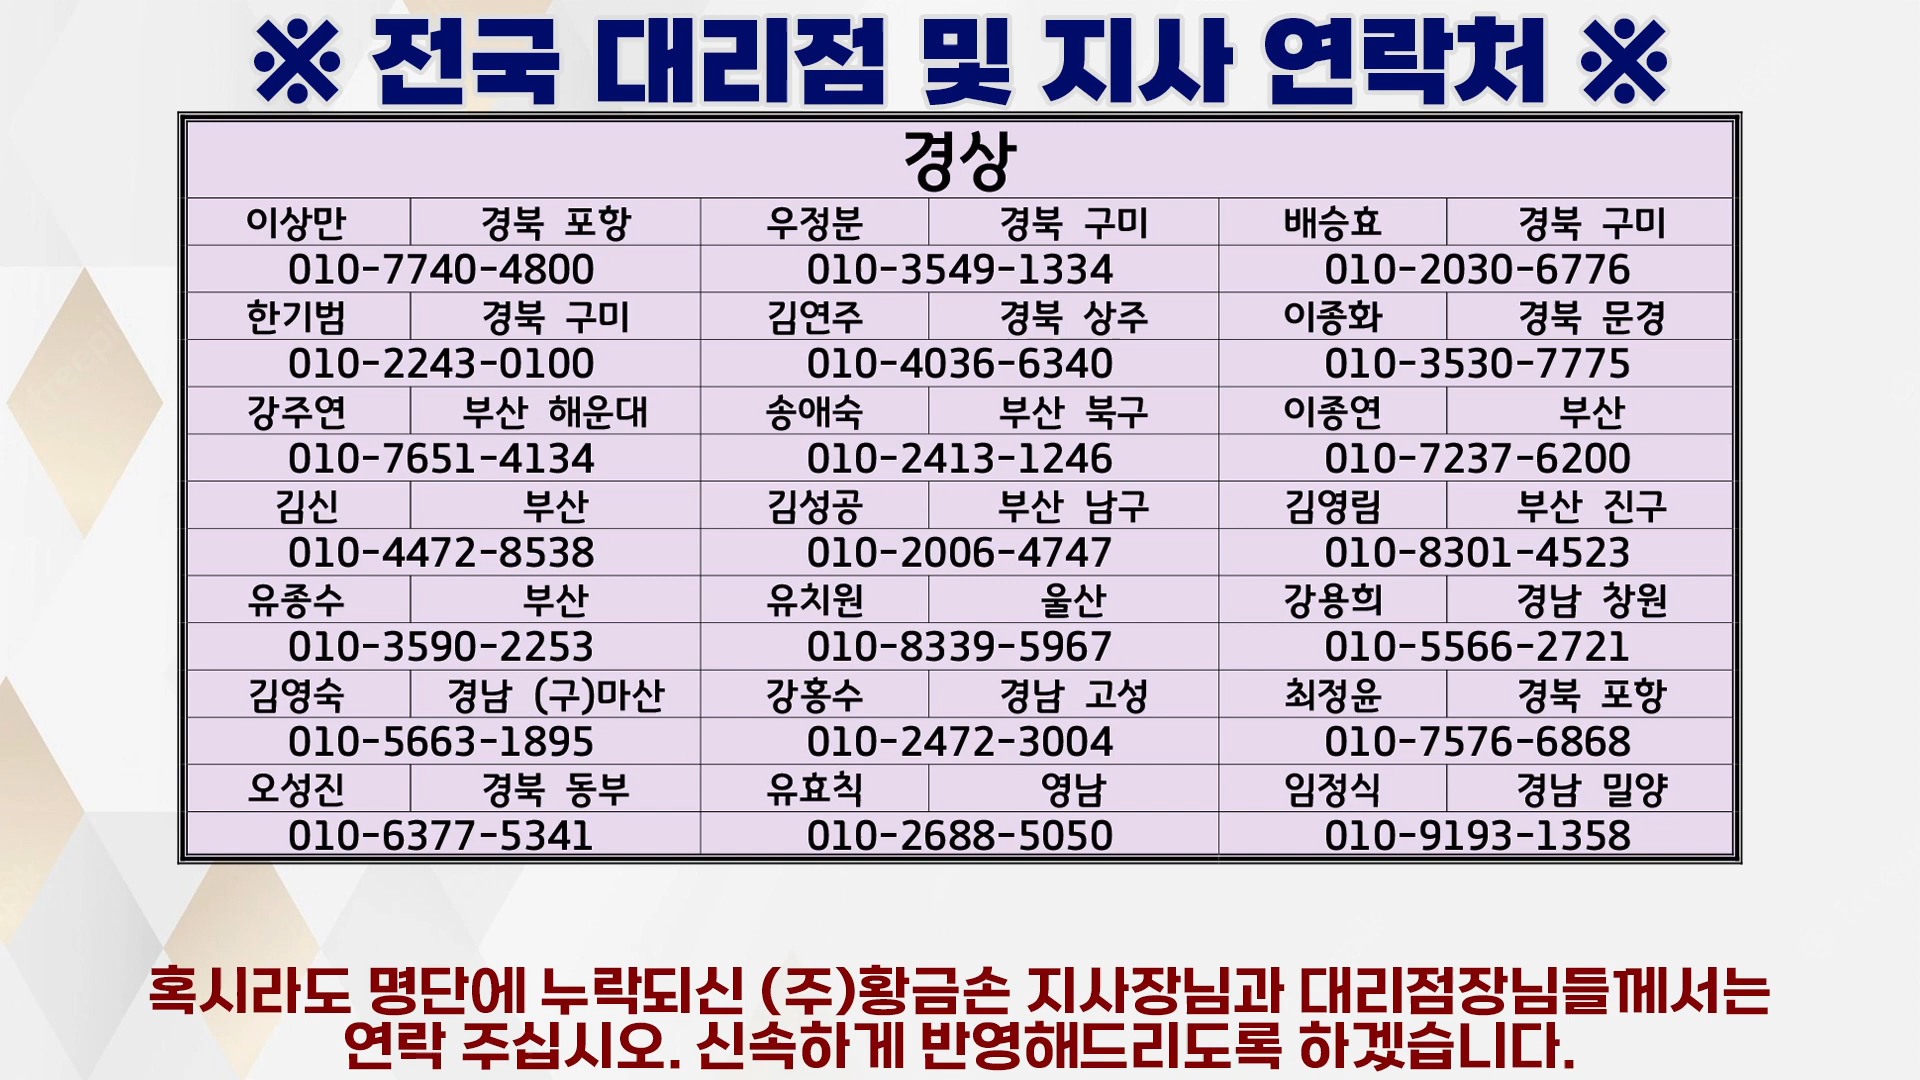 ※ 전국 대리점 및 지사 연락처 ※
경상
이상만 경북 포항 우정분 경북 구미 배승효 경북 구미
010-7740-4800 010-3549-1334 010-2030-6776
한기범 경북 구미 김연주 경북 상주 이종화 경북 문경
010-2243-0100 010-4036-6340 010-3530-7775
강주연 부산 해운대 송애숙 부산 북구 이종연 부산
010-7651-4134 010-2413-1246 010-7237-6200
김신 부산 김성공 부산 남구 김영림 부산 진구
010-4472-8538 010-2006-4747 010-8301-4523
유종수 부산 유치원 울산 강용희 경남 창원
010-3590-2253 010-8339-5967 010-5566-2721
김영숙 경남 (구)마산 강홍수 경남 고성 최정윤 경북 포항
010-5663-1895 010-2472-3004 010-7576-6868
오성진 경북 동부 유효칙 영남 임정식 경남 밀양
010-6377-5341 010-2688-5050 010-9193-1358
혹시라도 명단에 누락되신 (주)황금손 지사장님과 대리점장님들께서는
연락 주십시오. 신속하게 반영해드리도록 하겠습니다.